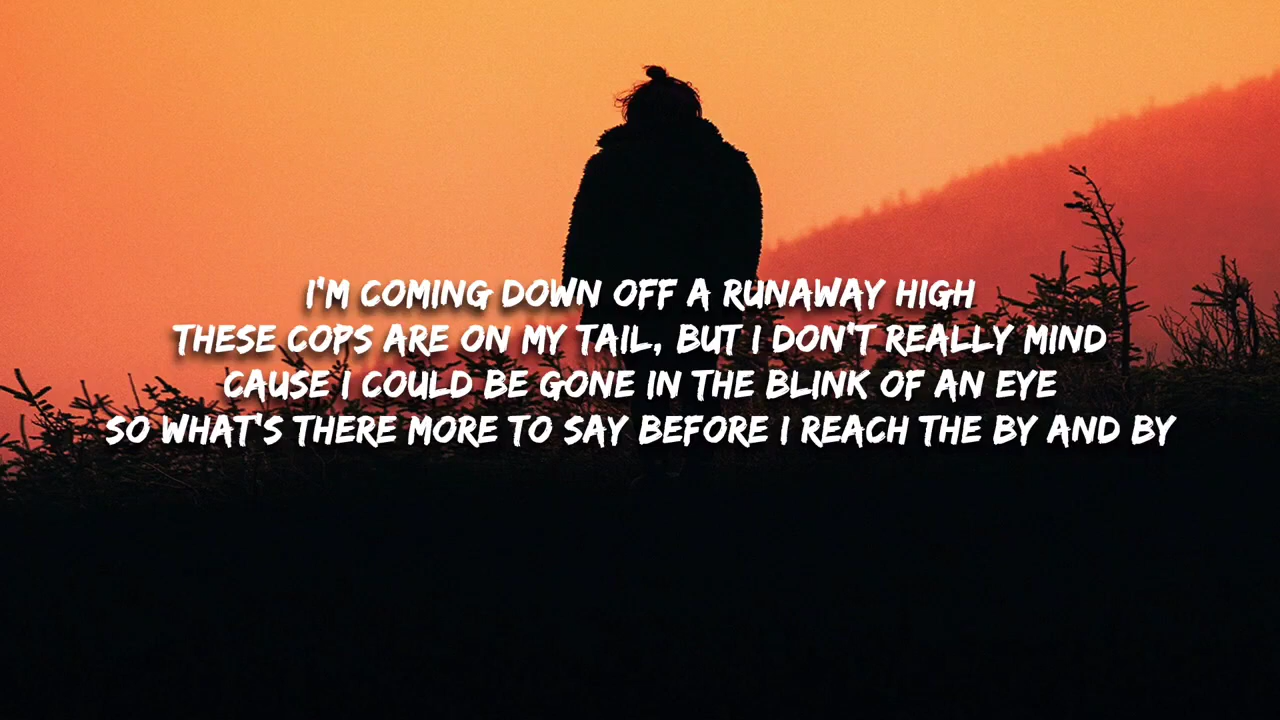 I'M COMING DOWN OFF A RUNAWAY HIGH
THESE COPS ARE ON MY TAIL, BUT I DON'T REALLY MIND
CAUSE I COULD BE GONE IN THE BLINK OF AN EYE
SO WHAT'S THERE MORE TO SAY BEFORE I REACH THE BY AND BY